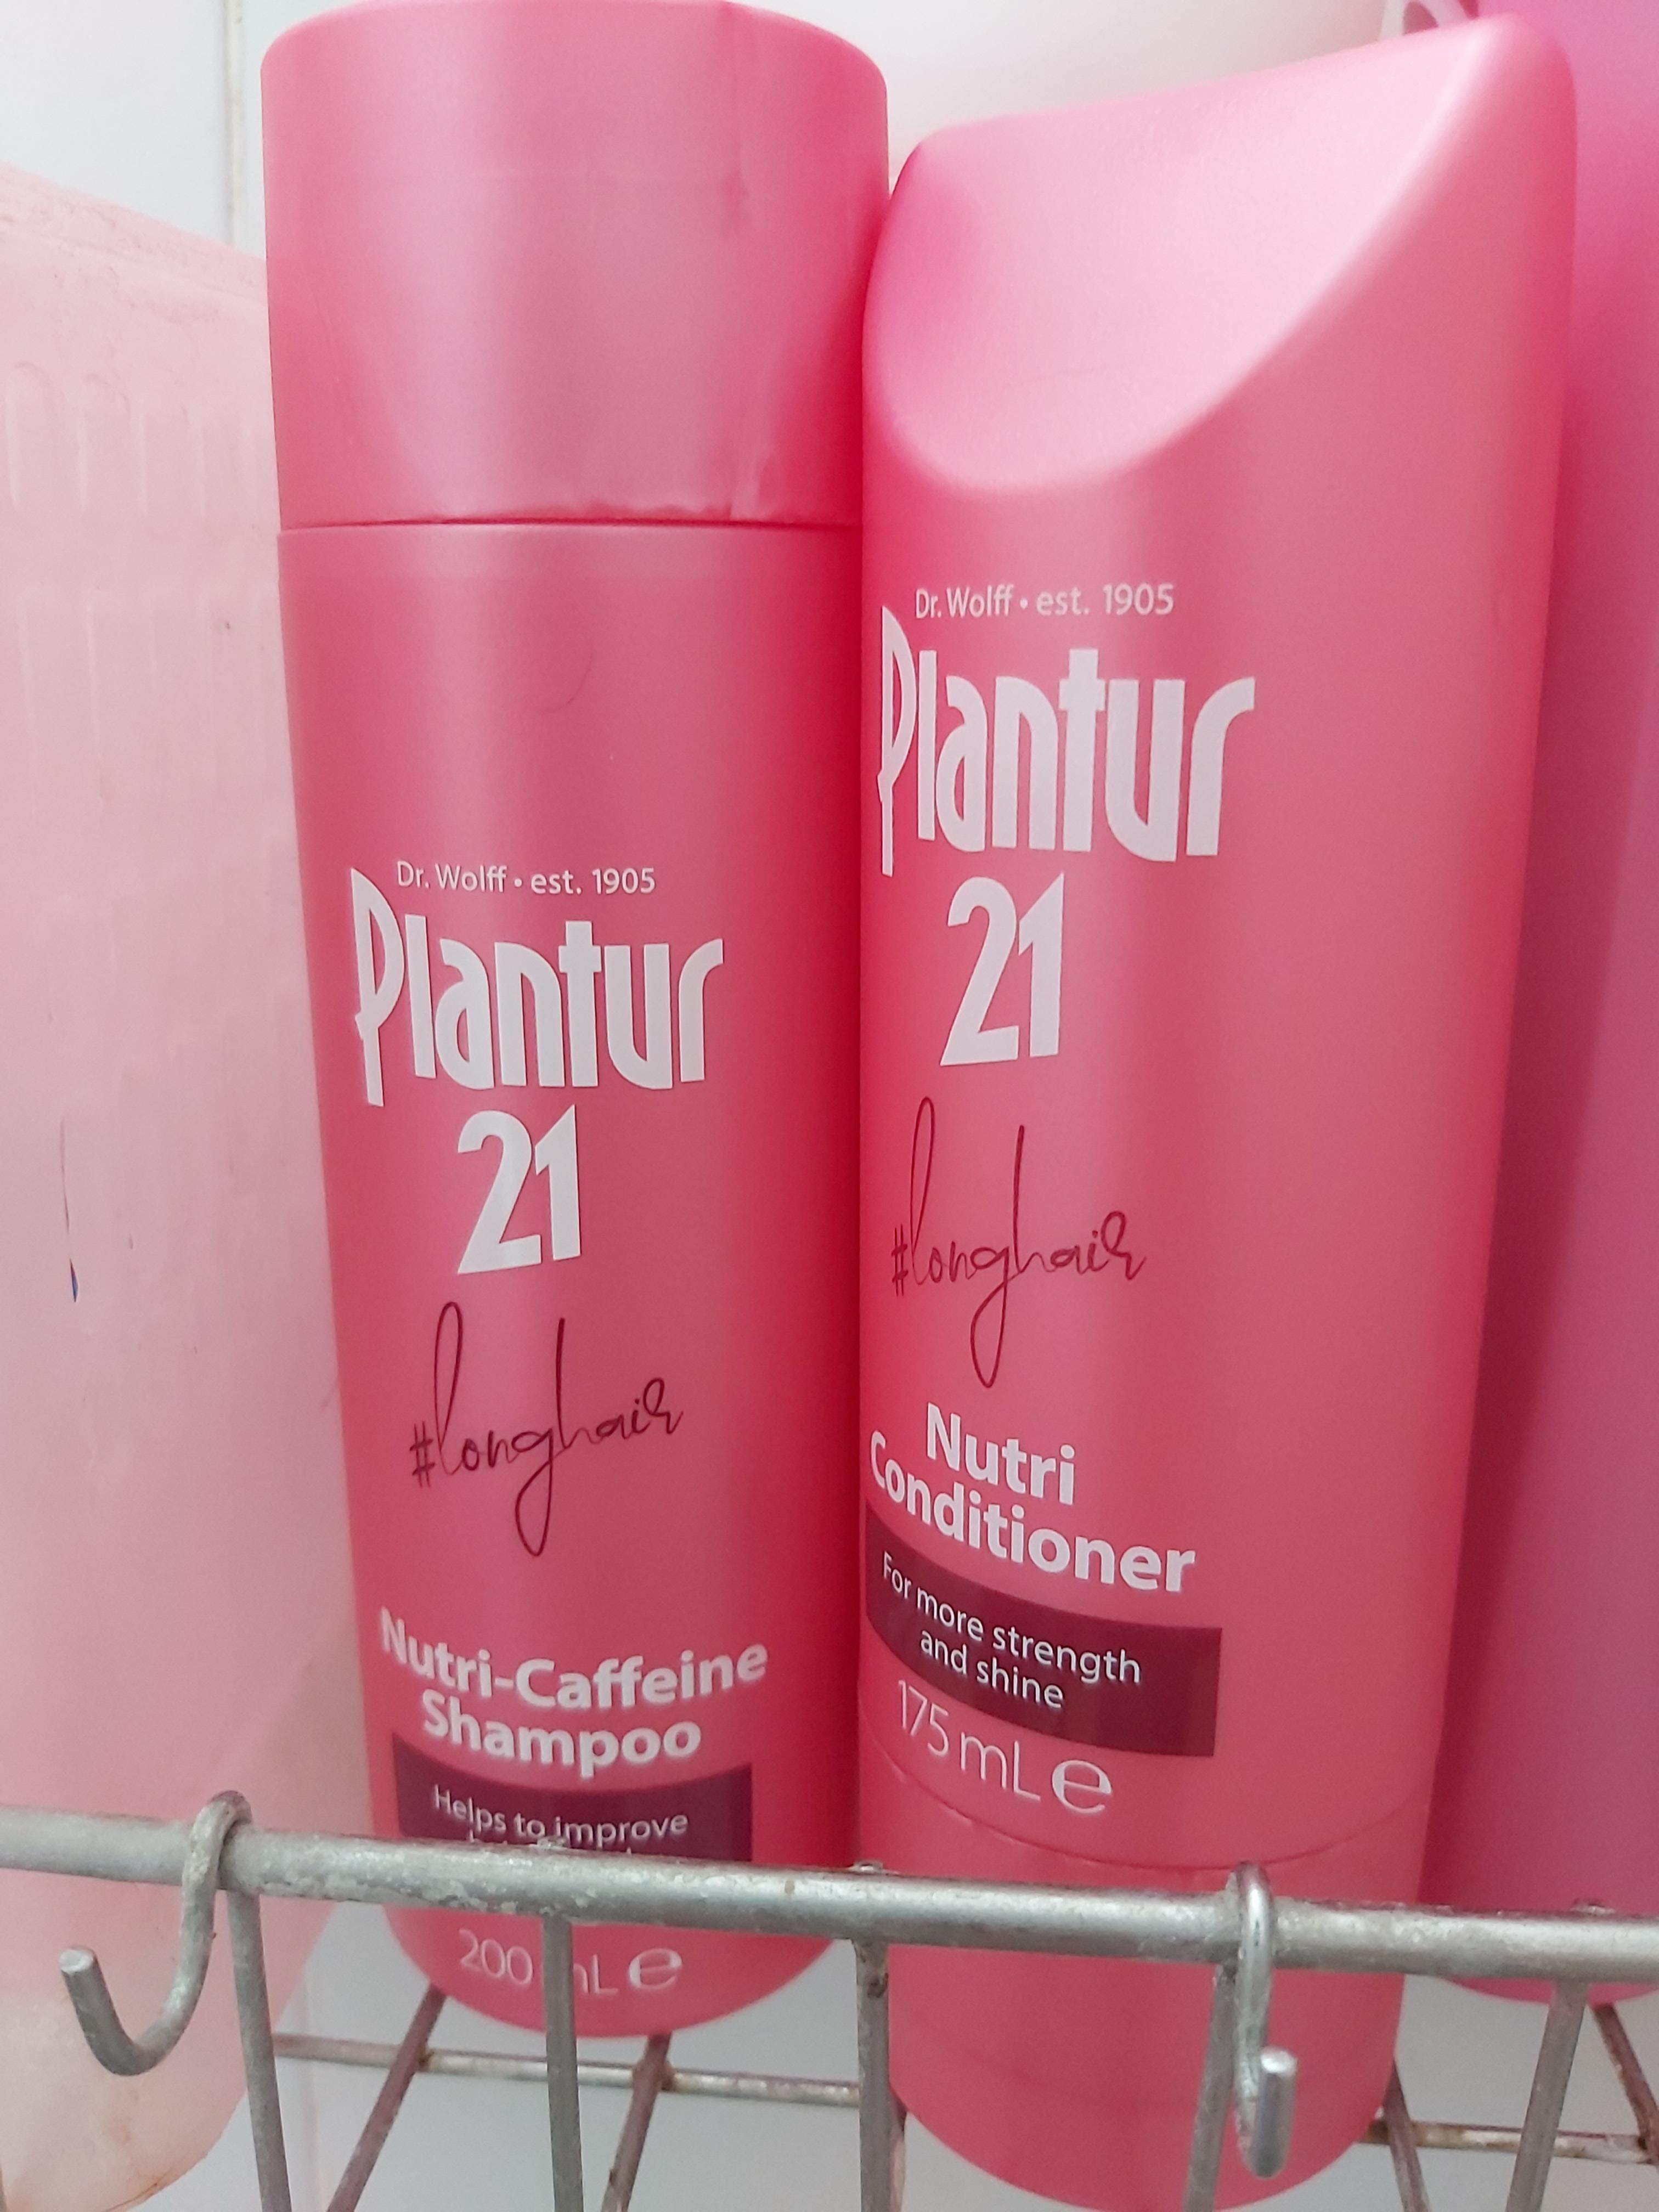 Dr. Wolff • est. 1905
Plantur
21
#longhair
Nutri-Caffeine
Shampoo
Helps to improve
200 mL e
Dr. Wolff • est. 1905
Plantur
21
#longhair
Nutri
Conditioner
For more strength
and shine
175 mL e